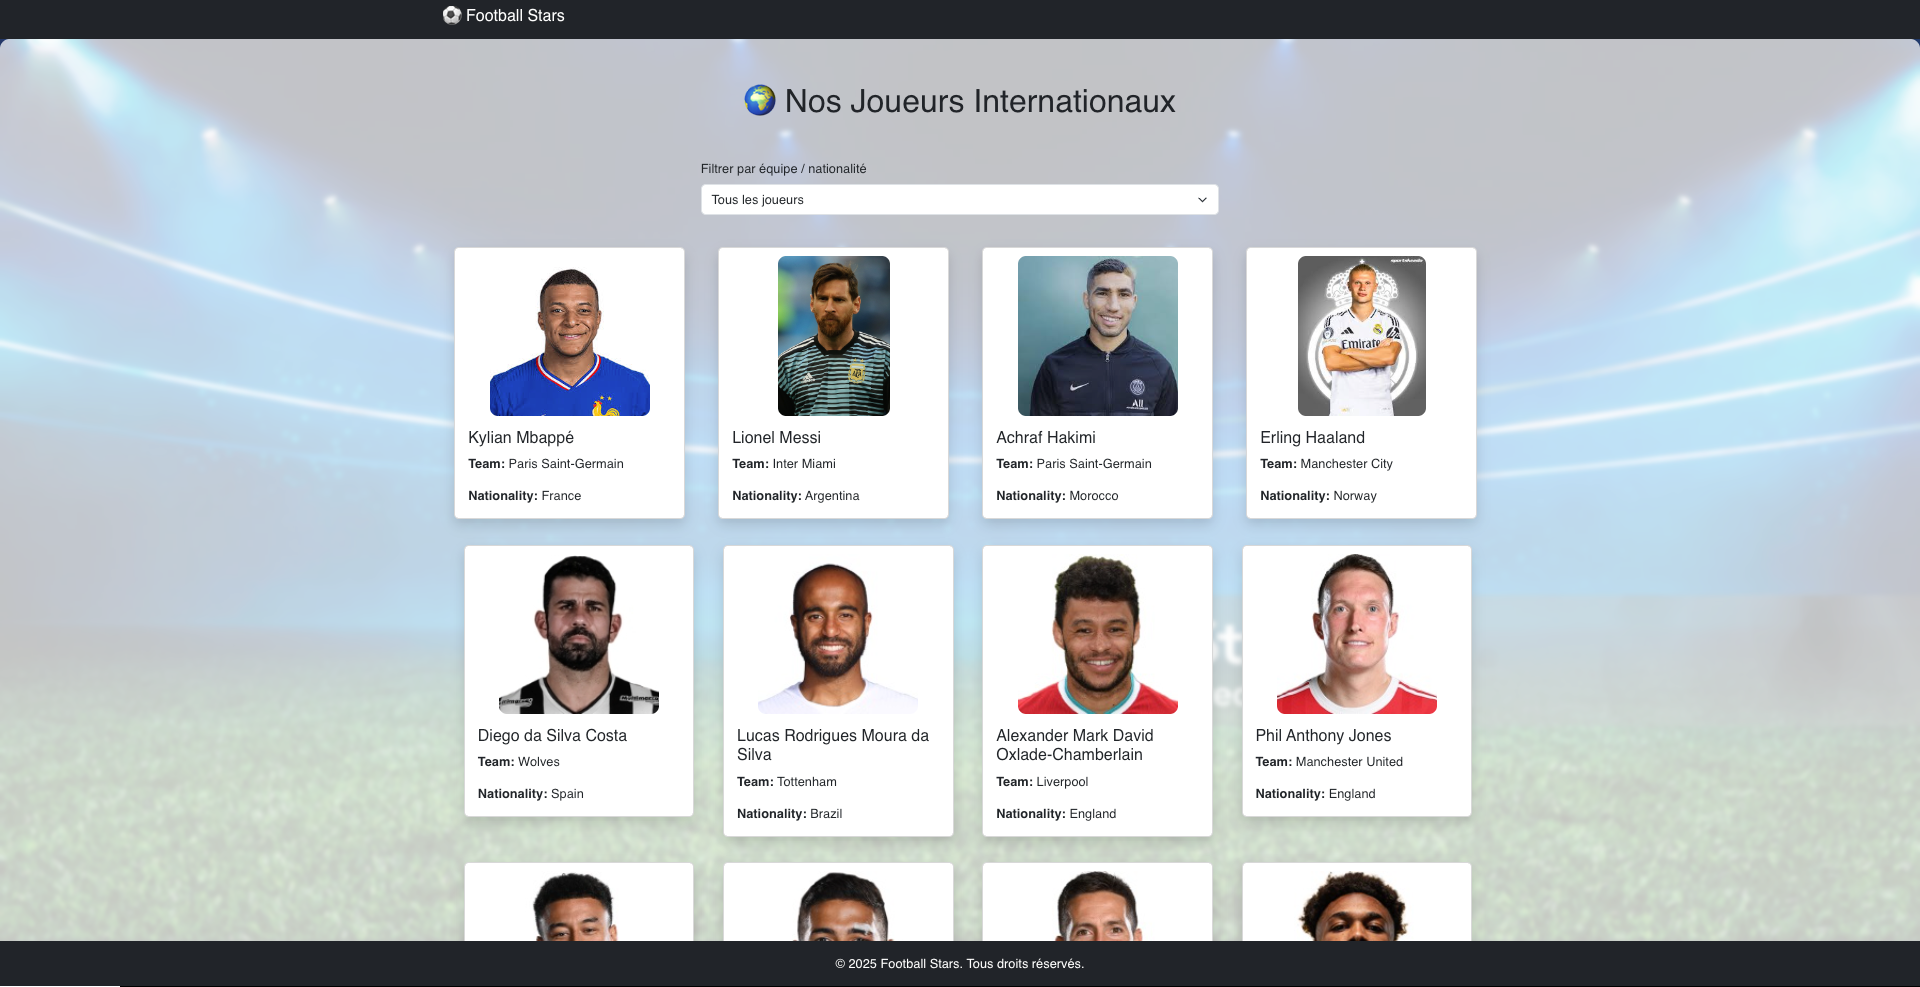 ⚽ Football Stars
🌍 Nos Joueurs Internationaux
Filtrer par équipe / nationalité
Tous les joueurs
Kylian Mbappé
Team: Paris Saint-Germain
Nationality: France
Lionel Messi
Team: Inter Miami
Nationality: Argentina
Achraf Hakimi
Team: Paris Saint-Germain
Nationality: Morocco
Erling Haaland
Team: Manchester City
Nationality: Norway
Diego da Silva Costa
Team: Wolves
Nationality: Spain
Lucas Rodrigues Moura da
Silva
Team: Tottenham
Nationality: Brazil
Alexander Mark David
Oxlade-Chamberlain
Team: Liverpool
Nationality: England
Phil Anthony Jones
Team: Manchester United
Nationality: England
© 2025 Football Stars. Tous droits réservés.